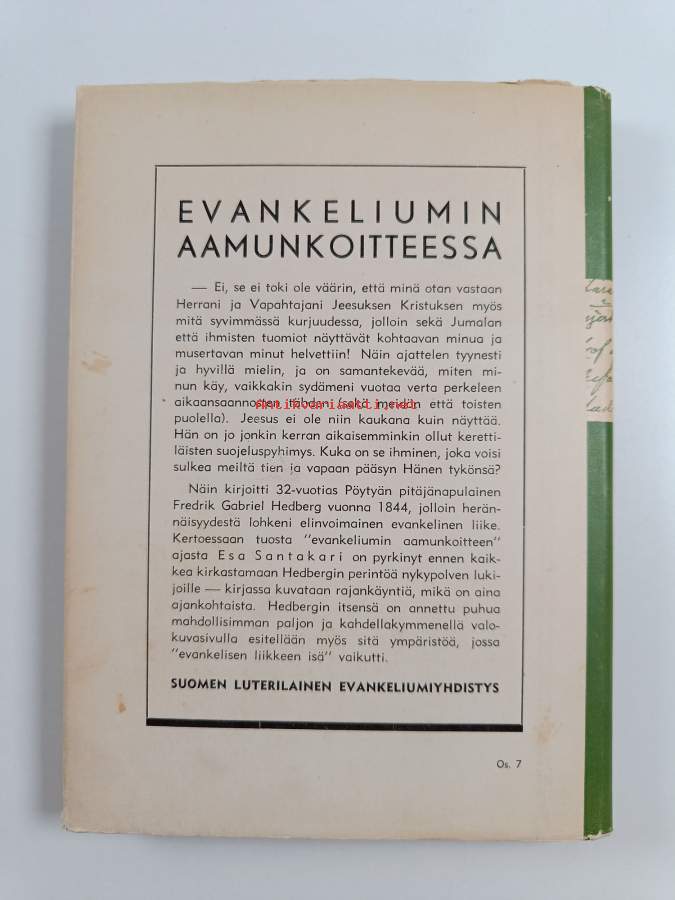 EVANKELIUMIN
AAMUNKOITTEESSA
— Ei, se ei toki ole väärin, että minä otan vastaan
Herrani ja Vapahtajani Jeesuksen Kristuksen myös
mitä syvimmässä kurjuudessa, jolloin sekä Jumalan
että ihmisten tuomiot näyttävät kohtaavan minua ja
musertavan minut helvettiin! Näin ajattelen tyynesti
ja hyvillä mielin, ja on samantekevää, miten mi-
nun käy, vaikkakin sydämeni vuotaa verta perkeleen
aikaansaannosten tähden (sekä meidän että toisten
antikvariaatti.net
puolella). Jeesus ei ole niin kaukana kuin näyttää.
Hän on jo jonkin kerran aikaisemminkin ollut keretti-
läisten suojeluspyhimys. Kuka on se ihminen, joka voisi
sulkea meiltä tien ja vapaan pääsyn Hänen tykönsä?
Näin kirjoitti 32-vuotias Pöytyän pitäjänapulainen
Fredrik Gabriel Hedberg vuonna 1844, jolloin herän-
näisyydestä lohkeni elinvoimainen evankelinen liike.
Kertoessaan tuosta "evankeliumin aamunkoitteen"
ajasta Esa Santakari on pyrkinyt ennen kaik-
kea kirkastamaan Hedbergin perintöä nykypolven luki-
joille — kirjassa kuvataan rajankäyntiä, mikä on aina
ajankohtaista. Hedbergin itsensä on annettu puhua
mahdollisimman paljon ja kahdellakymmenellä valo-
kuvasivulla esitellään myös sitä ympäristöä, jossa
"evankelisen liikkeen isä" vaikutti.
SUOMEN LUTERILAINEN EVANKELIUMIYHDISTYS
Os. 7